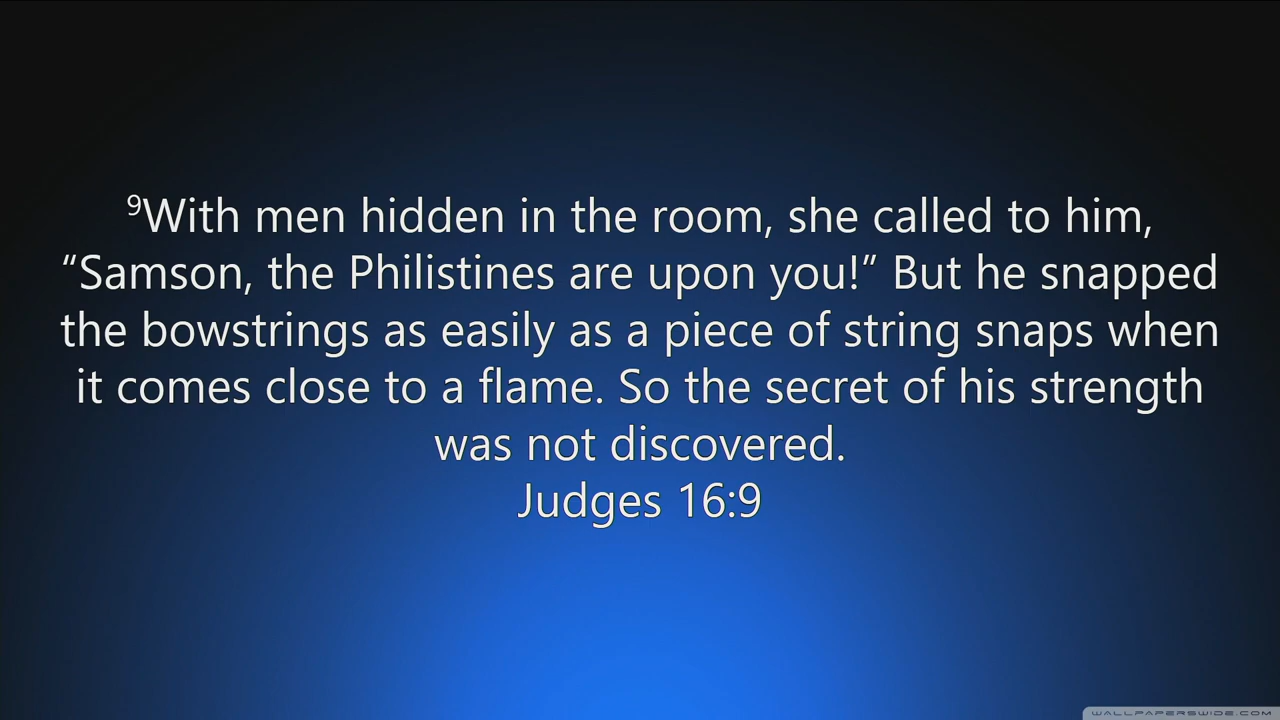 ⁹With men hidden in the room, she called to him,
“Samson, the Philistines are upon you!” But he snapped
the bowstrings as easily as a piece of string snaps when
it comes close to a flame. So the secret of his strength
was not discovered.
Judges 16:9
WALLPAPERSWIDE.COM